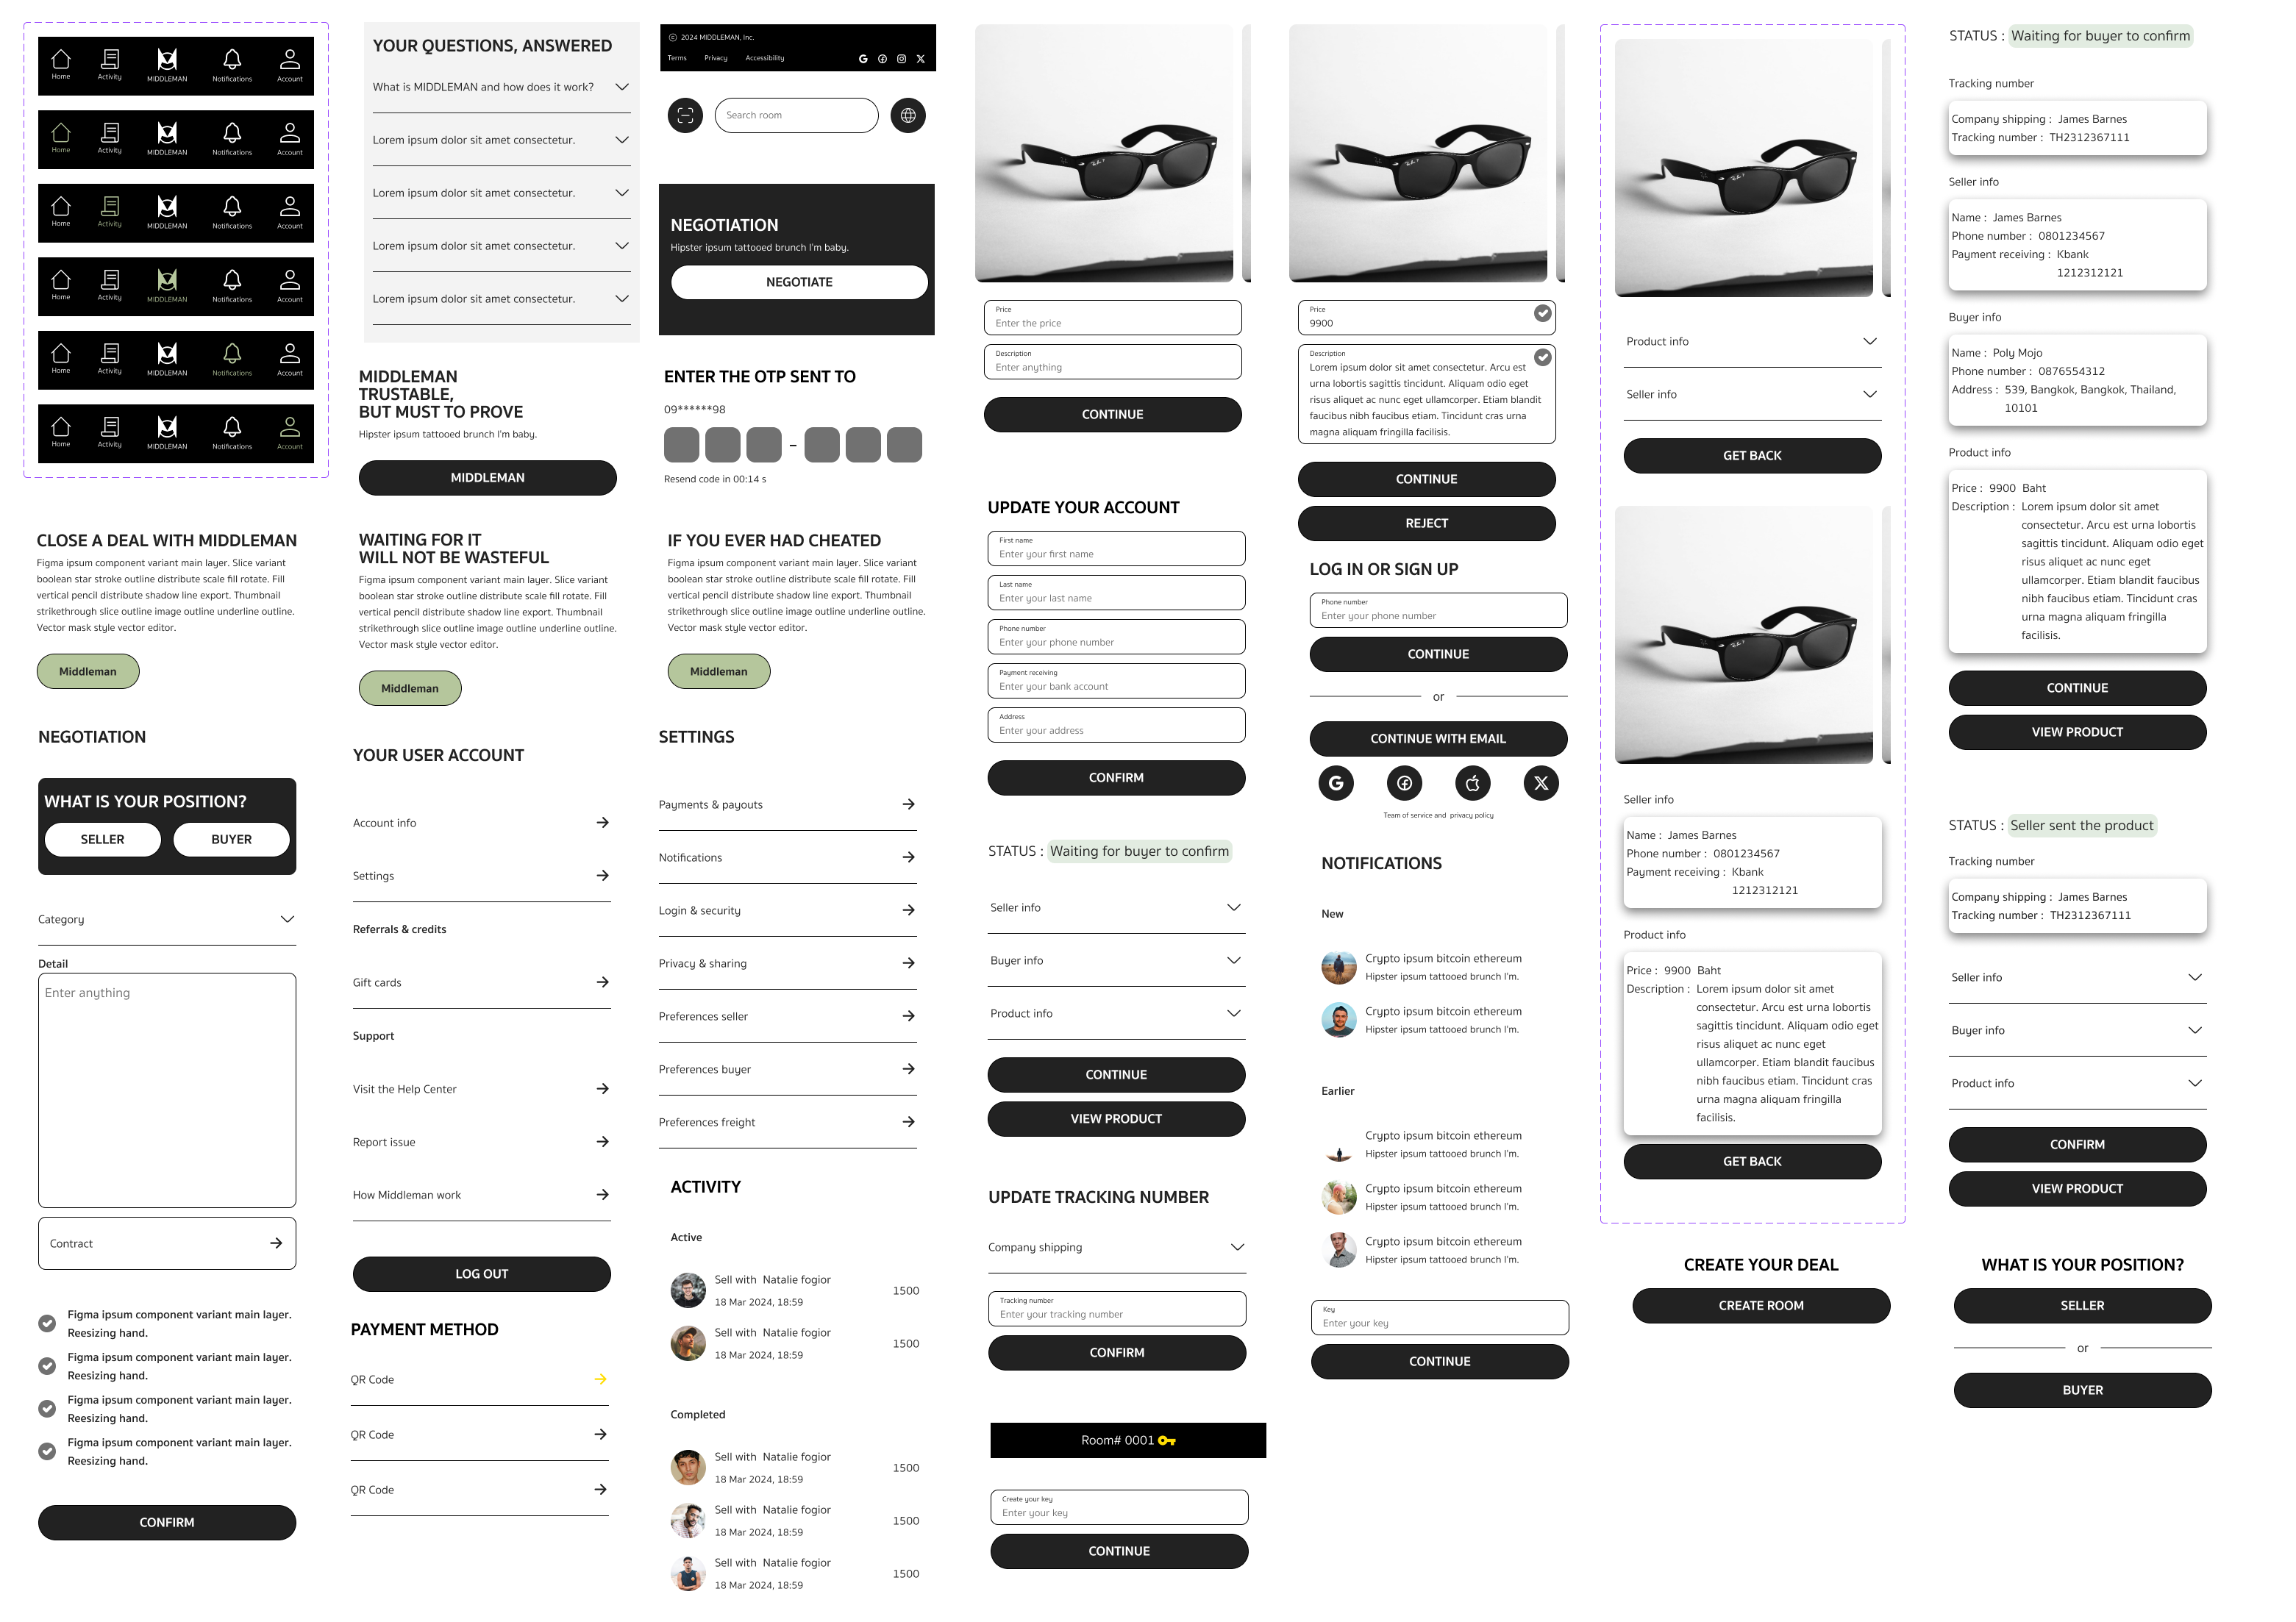 Home Activity MIDDLEMAN Notifications Account
Home Activity MIDDLEMAN Notifications Account
Home Activity MIDDLEMAN Notifications Account
Home Activity MIDDLEMAN Notifications Account
Home Activity MIDDLEMAN Notifications Account
Home Activity MIDDLEMAN Notifications Account
CLOSE A DEAL WITH MIDDLEMAN
Figma ipsum component variant main layer. Slice variant
boolean star stroke outline distribute scale fill rotate. Fill
vertical pencil distribute shadow line export. Thumbnail
strikethrough slice outline image outline underline outline.
Vector mask style vector editor.
Middleman
NEGOTIATION
WHAT IS YOUR POSITION?
SELLER BUYER
Category
Detail
Enter anything
Contract
Figma ipsum component variant main layer.
Reesizing hand.
Figma ipsum component variant main layer.
Reesizing hand.
Figma ipsum component variant main layer.
Reesizing hand.
Figma ipsum component variant main layer.
Reesizing hand.
CONFIRM
YOUR QUESTIONS, ANSWERED
What is MIDDLEMAN and how does it work?
Lorem ipsum dolor sit amet consectetur.
Lorem ipsum dolor sit amet consectetur.
Lorem ipsum dolor sit amet consectetur.
Lorem ipsum dolor sit amet consectetur.
MIDDLEMAN
TRUSTABLE,
BUT MUST TO PROVE
Hipster ipsum tattooed brunch I'm baby.
MIDDLEMAN
WAITING FOR IT
WILL NOT BE WASTEFUL
Figma ipsum component variant main layer. Slice variant
boolean star stroke outline distribute scale fill rotate. Fill
vertical pencil distribute shadow line export. Thumbnail
strikethrough slice outline image outline underline outline.
Vector mask style vector editor.
Middleman
YOUR USER ACCOUNT
Account info
Settings
Referrals & credits
Gift cards
Support
Visit the Help Center
Report issue
How Middleman work
LOG OUT
PAYMENT METHOD
QR Code
QR Code
QR Code
© 2024 MIDDLEMAN, Inc.
Terms Privacy Accessibility
Search room
NEGOTIATION
Hipster ipsum tattooed brunch I'm baby.
NEGOTIATE
ENTER THE OTP SENT TO
09******98
–
Resend code in 00:14 s
IF YOU EVER HAD CHEATED
Figma ipsum component variant main layer. Slice variant
boolean star stroke outline distribute scale fill rotate. Fill
vertical pencil distribute shadow line export. Thumbnail
strikethrough slice outline image outline underline outline.
Vector mask style vector editor.
Middleman
SETTINGS
Payments & payouts
Notifications
Login & security
Privacy & sharing
Preferences seller
Preferences buyer
Preferences freight
ACTIVITY
Active
Sell with Natalie fogior
18 Mar 2024, 18:59
1500
Sell with Natalie fogior
18 Mar 2024, 18:59
1500
Completed
Sell with Natalie fogior
18 Mar 2024, 18:59
1500
Sell with Natalie fogior
18 Mar 2024, 18:59
1500
Sell with Natalie fogior
18 Mar 2024, 18:59
1500
Price
Enter the price
Description
Enter anything
CONTINUE
UPDATE YOUR ACCOUNT
First name
Enter your first name
Last name
Enter your last name
Phone number
Enter your phone number
Payment receiving
Enter your bank account
Address
Enter your address
CONFIRM
STATUS : Waiting for buyer to confirm
Seller info
Buyer info
Product info
CONTINUE
VIEW PRODUCT
UPDATE TRACKING NUMBER
Company shipping
Tracking number
Enter your tracking number
CONFIRM
Room# 0001
Create your key
Enter your key
CONTINUE
Price
9900
Description
Lorem ipsum dolor sit amet consectetur. Arcu est
urna lobortis sagittis tincidunt. Aliquam odio eget
risus aliquet ac nunc eget ullamcorper. Etiam blandit
faucibus nibh faucibus etiam. Tincidunt cras urna
magna aliquam fringilla facilisis.
CONTINUE
REJECT
LOG IN OR SIGN UP
Phone number
Enter your phone number
CONTINUE
or
CONTINUE WITH EMAIL
Team of service and privacy policy
NOTIFICATIONS
New
Crypto ipsum bitcoin ethereum
Hipster ipsum tattooed brunch I'm.
Crypto ipsum bitcoin ethereum
Hipster ipsum tattooed brunch I'm.
Earlier
Crypto ipsum bitcoin ethereum
Hipster ipsum tattooed brunch I'm.
Crypto ipsum bitcoin ethereum
Hipster ipsum tattooed brunch I'm.
Crypto ipsum bitcoin ethereum
Hipster ipsum tattooed brunch I'm.
Key
Enter your key
CONTINUE
Product info
Seller info
GET BACK
Seller info
Name : James Barnes
Phone number : 0801234567
Payment receiving : Kbank
1212312121
Product info
Price : 9900 Baht
Description : Lorem ipsum dolor sit amet
consectetur. Arcu est urna lobortis
sagittis tincidunt. Aliquam odio eget
risus aliquet ac nunc eget
ullamcorper. Etiam blandit faucibus
nibh faucibus etiam. Tincidunt cras
urna magna aliquam fringilla
facilisis.
GET BACK
CREATE YOUR DEAL
CREATE ROOM
STATUS : Waiting for buyer to confirm
Tracking number
Company shipping : James Barnes
Tracking number : TH2312367111
Seller info
Name : James Barnes
Phone number : 0801234567
Payment receiving : Kbank
1212312121
Buyer info
Name : Poly Mojo
Phone number : 0876554312
Address : 539, Bangkok, Bangkok, Thailand,
10101
Product info
Price : 9900 Baht
Description : Lorem ipsum dolor sit amet
consectetur. Arcu est urna lobortis
sagittis tincidunt. Aliquam odio eget
risus aliquet ac nunc eget
ullamcorper. Etiam blandit faucibus
nibh faucibus etiam. Tincidunt cras
urna magna aliquam fringilla
facilisis.
CONTINUE
VIEW PRODUCT
STATUS : Seller sent the product
Tracking number
Company shipping : James Barnes
Tracking number : TH2312367111
Seller info
Buyer info
Product info
CONFIRM
VIEW PRODUCT
WHAT IS YOUR POSITION?
SELLER
or
BUYER